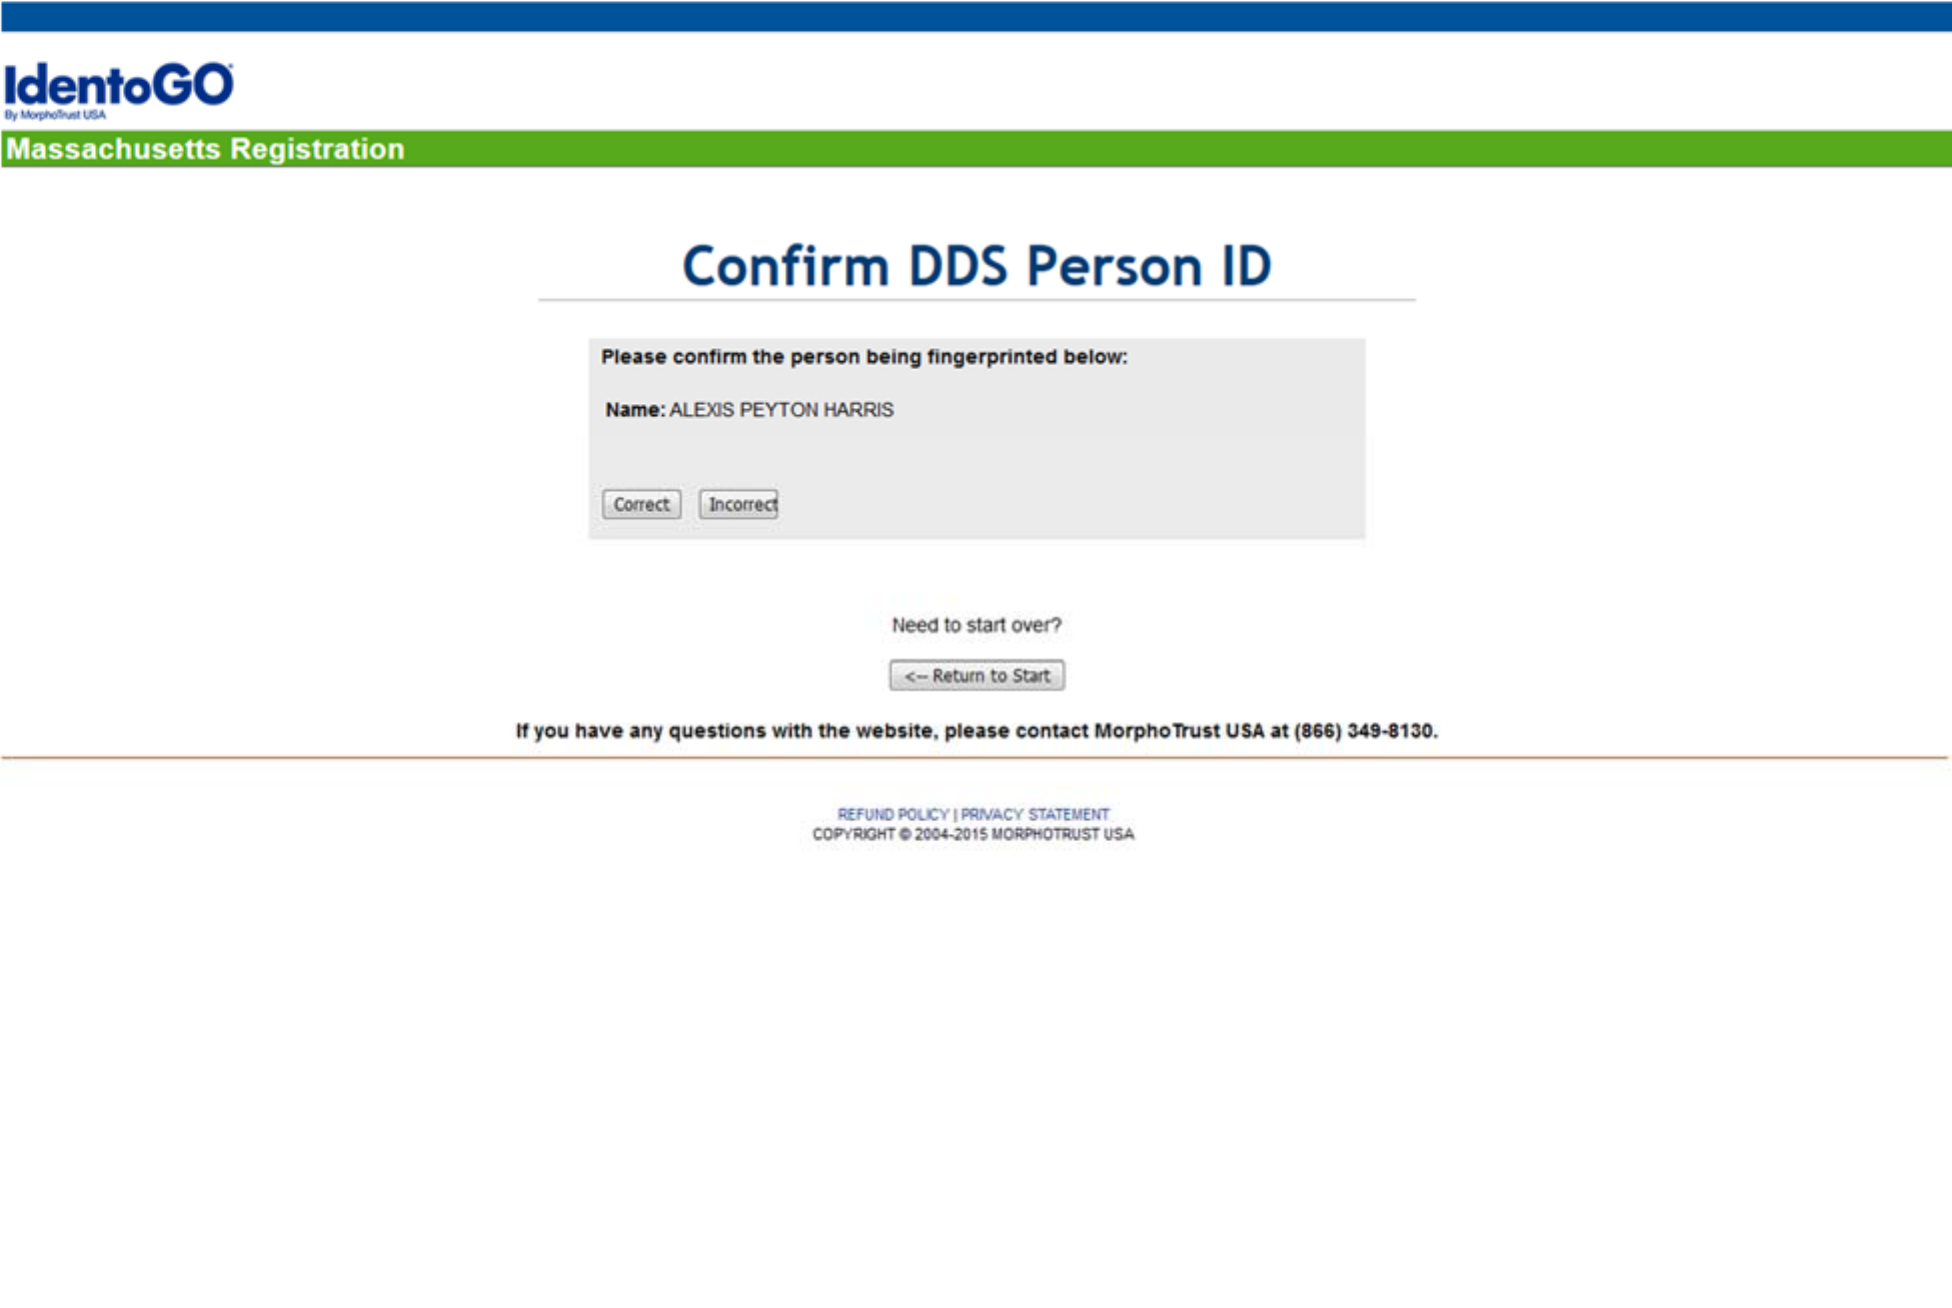 IdentoGO
By MorphoTrust USA
Massachusetts Registration
Confirm DDS Person ID
Please confirm the person being fingerprinted below:
Name: ALEXIS PEYTON HARRIS
Correct Incorrect
Need to start over?
<-- Return to Start
If you have any questions with the website, please contact MorphoTrust USA at (866) 349-8130.
REFUND POLICY | PRIVACY STATEMENT
COPYRIGHT © 2004-2015 MORPHOTRUST USA